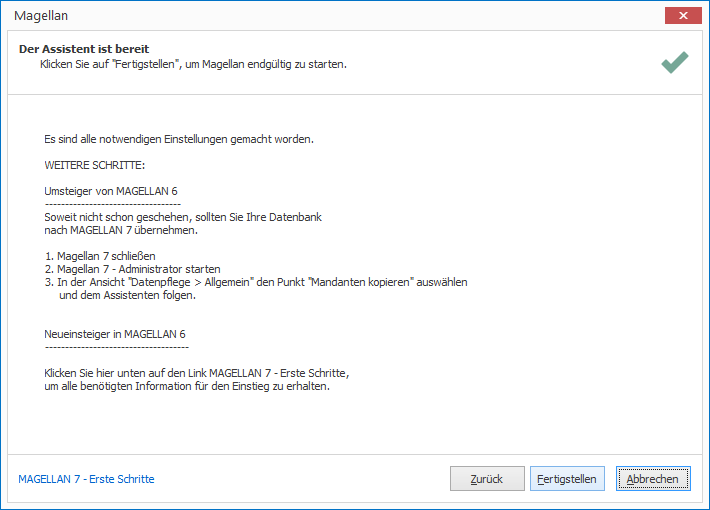 Magellan
Der Assistent ist bereit
Klicken Sie auf "Fertigstellen", um Magellan endgültig zu starten.
Es sind alle notwendigen Einstellungen gemacht worden.
WEITERE SCHRITTE:
Umsteiger von MAGELLAN 6
----------------------------------
Soweit nicht schon geschehen, sollten Sie Ihre Datenbank
nach MAGELLAN 7 übernehmen.
1. Magellan 7 schließen
2. Magellan 7 - Administrator starten
3. In der Ansicht "Datenpflege > Allgemein" den Punkt "Mandanten kopieren" auswählen
und dem Assistenten folgen.
Neueinsteiger in MAGELLAN 6
------------------------------------
Klicken Sie hier unten auf den Link MAGELLAN 7 - Erste Schritte,
um alle benötigten Information für den Einstieg zu erhalten.
MAGELLAN 7 - Erste Schritte
Zurück
Fertigstellen
Abbrechen